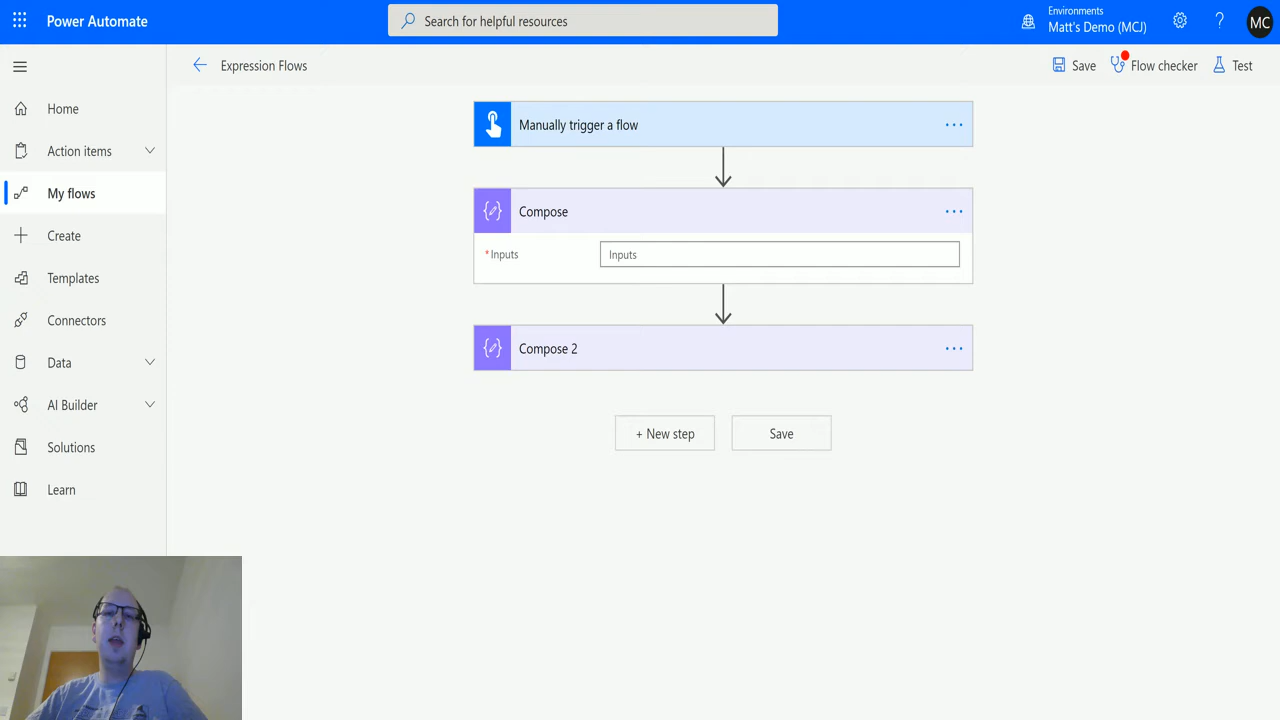 Power Automate
Search for helpful resources
Environments
Matt's Demo (MCJ)
?
MC
Expression Flows
Save
Flow checker
Test
Home
Action items
My flows
Create
Templates
Connectors
Data
AI Builder
Solutions
Learn
Manually trigger a flow
...
Compose
...
* Inputs
Inputs
Compose 2
...
+ New step
Save